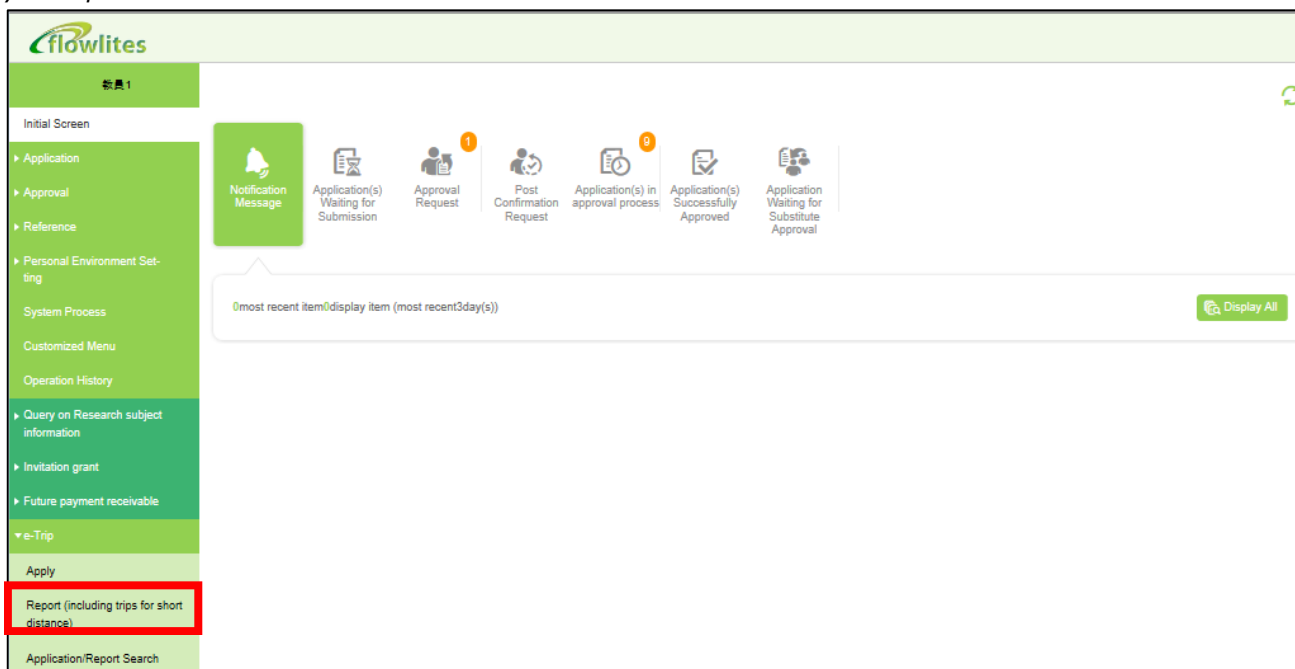 flowlites
教員1
Initial Screen
Application
Approval
Reference
Personal Environment Set-
ting
System Process
Customized Menu
Operation History
Query on Research subject
information
Invitation grant
Future payment receivable
e-Trip
Apply
Report (including trips for short
distance)
Application/Report Search
Notification
Message
Application(s)
Waiting for
Submission
1
Approval
Request
Post
Confirmation
Request
9
Application(s) in
approval process
Application(s)
Successfully
Approved
Application
Waiting for
Substitute
Approval
0most recent item0display item (most recent3day(s))
Display All